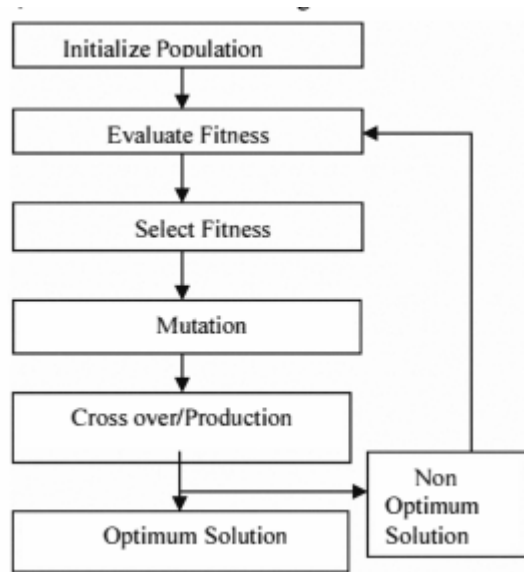 Initialize Population
Evaluate Fitness
Select Fitness
Mutation
Cross over/Production
Non
Optimum
Solution
Optimum Solution